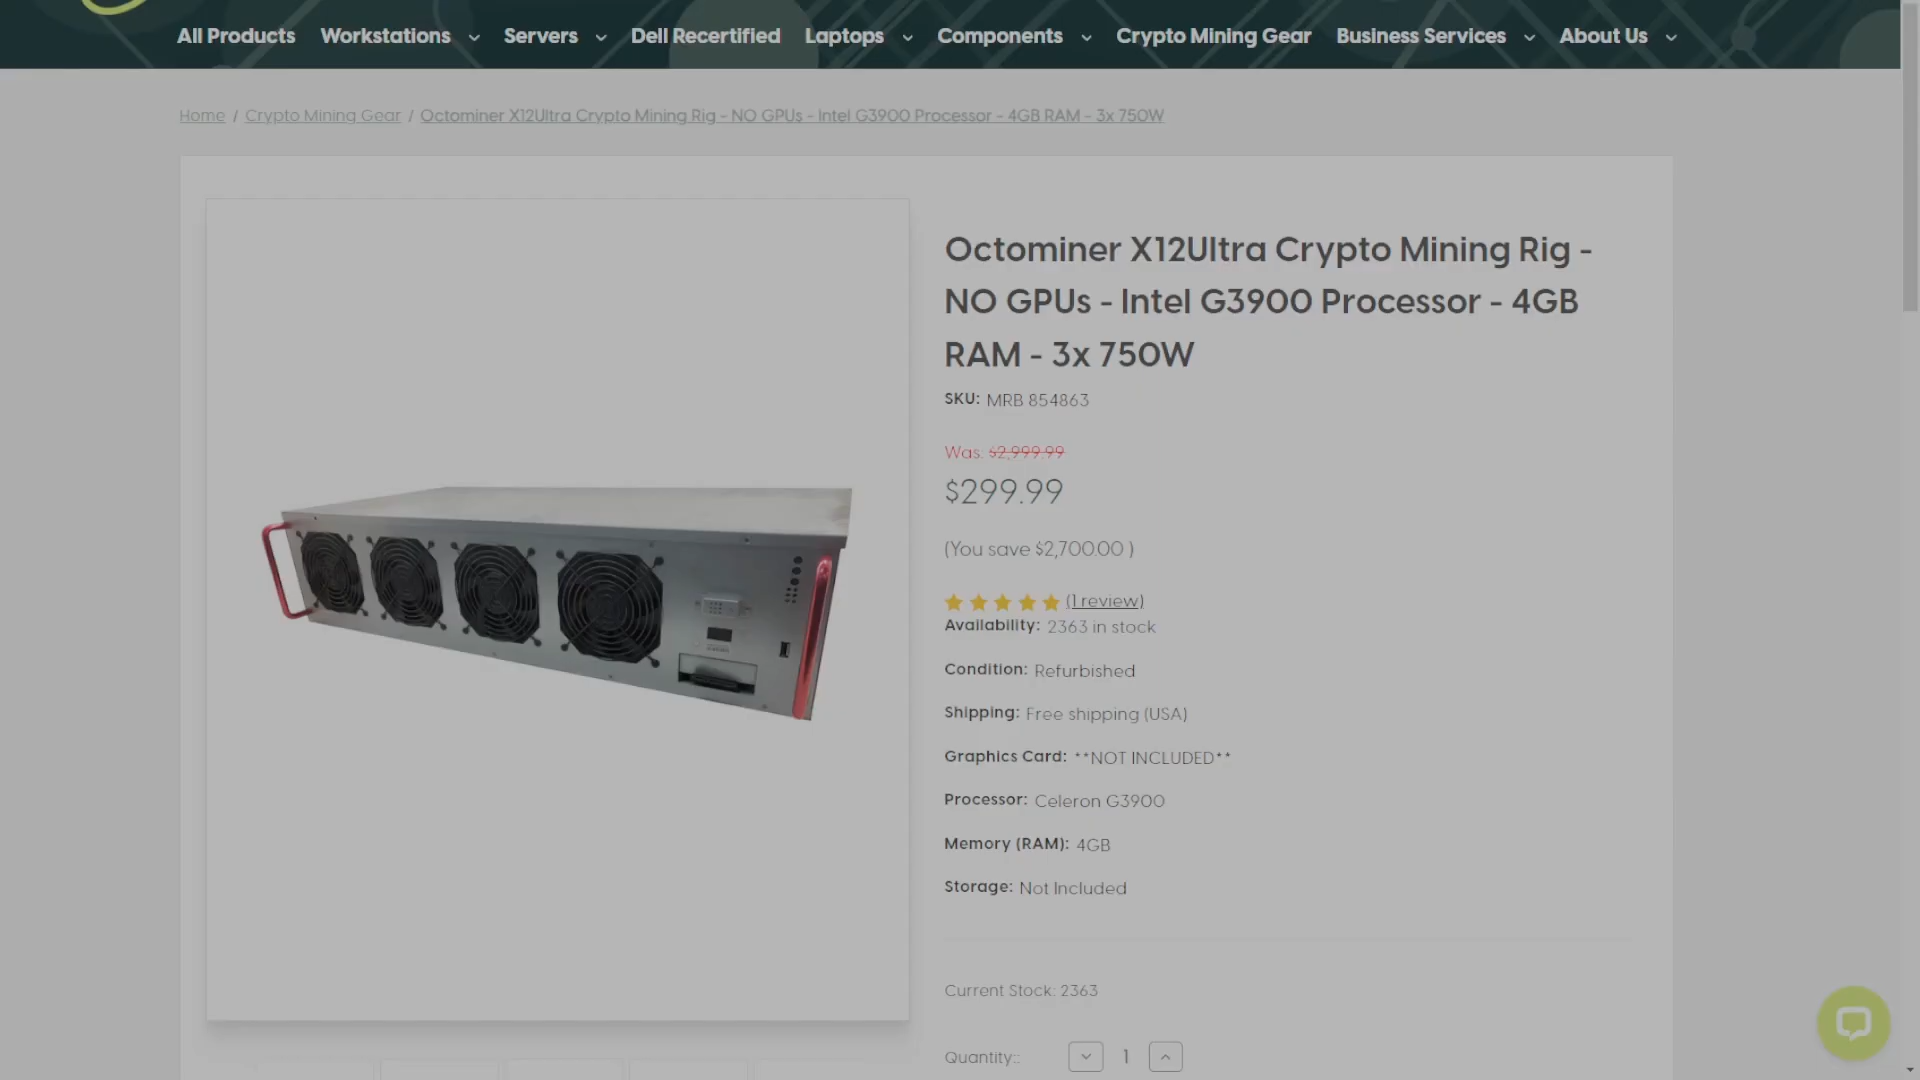 All Products Workstations Servers Dell Recertified Laptops Components Crypto Mining Gear Business Services About Us
Home / Crypto Mining Gear / Octominer X12Ultra Crypto Mining Rig - NO GPUs - Intel G3900 Processor - 4GB RAM - 3x 750W
Octominer X12Ultra Crypto Mining Rig -
NO GPUs - Intel G3900 Processor - 4GB
RAM - 3x 750W
SKU: MRB 854863
Was: $2,999.99
$299.99
(You save $2,700.00 )
(1 review)
Availability: 2363 in stock
Condition: Refurbished
Shipping: Free shipping (USA)
Graphics Card: **NOT INCLUDED**
Processor: Celeron G3900
Memory (RAM): 4GB
Storage: Not Included
Current Stock: 2363
Quantity:: 1